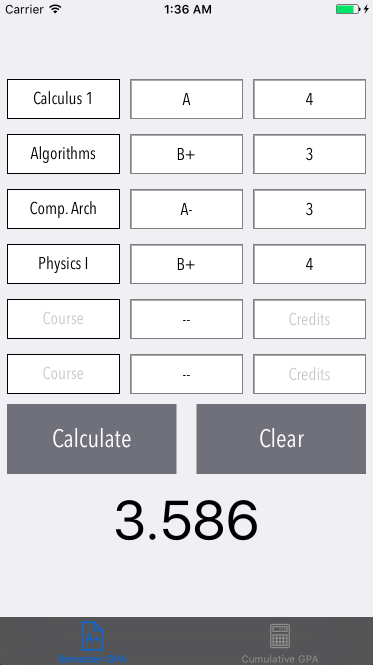 Carrier 1:36 AM
Calculus 1 A 4
Algorithms B+ 3
Comp. Arch A- 3
Physics I B+ 4
Course -- Credits
Course -- Credits
Calculate Clear
3.586
A+
GPA Cumulative GPA